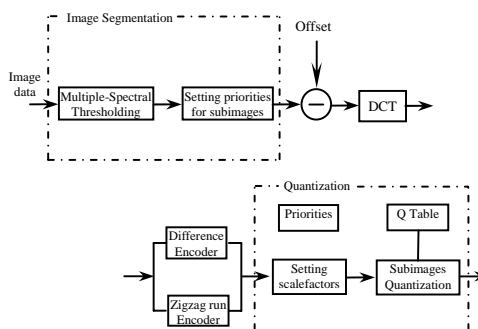 Image Segmentation
Offset
Image
data
Multiple-Spectral
Thresholding
Setting priorities
for subimages
DCT
Quantization
Priorities
Q Table
Difference
Encoder
Setting
scalefactors
Subimages
Quantization
Zigzag run
Encoder